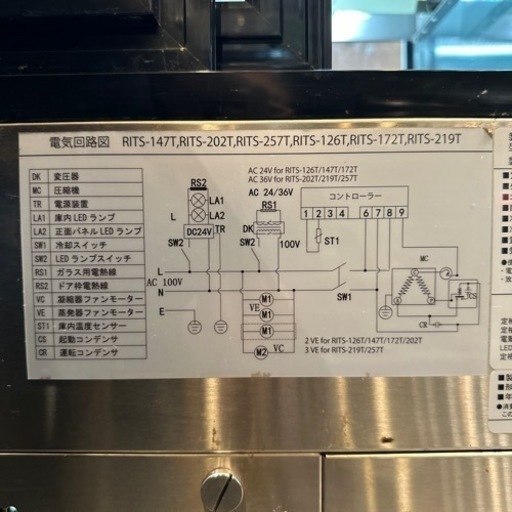 電気回路図 RITS-147T,RITS-202T,RITS-257T,RITS-126T,RITS-172T,RITS-219T
DK 変圧器
MC 圧縮機
TR 電源装置
LA1 庫内LEDランプ
LA2 正面パネルLEDランプ
SW1 冷却スイッチ
SW2 LEDランプスイッチ
RS1 ガラス用電熱線
RS2 ドア枠電熱線
VC 凝縮器ファンモーター
VE 蒸発器ファンモーター
ST1 庫内温度センサー
CS 起動コンデンサ
CR 運転コンデンサ
AC 24V for RITS-126T/147T/172T
AC 36V for RITS-202T/219T/257T
RS2
AC 24/36V
RS1
コントローラー
LA1
LA2
L
TR
DC24V
DK
100V
1 2 3 4 6 7 8 9
ST1
SW2
SW2
MC
L
AC 100V
N
E
SW1
VE
M1
M1
M1
M2
VC
CS
CR
2 VE for RITS-126T/147T/172T/202T
3 VE for RITS-219T/257T